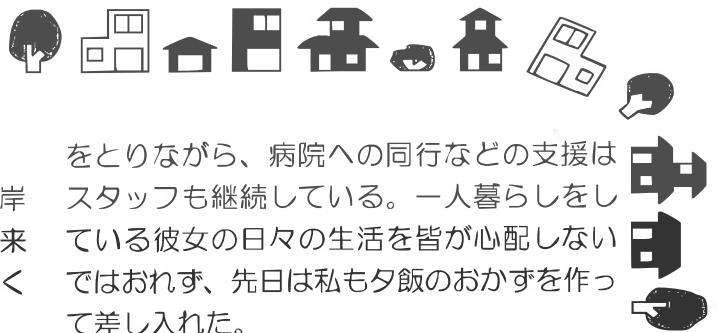 をとりながら、病院への同行などの支援は
スタッフも継続している。一人暮らしをし
ている彼女の日々の生活を皆が心配しない
ではおれず、先日は私も夕飯のおかずを作っ
て差し入れた。
岸
来
く